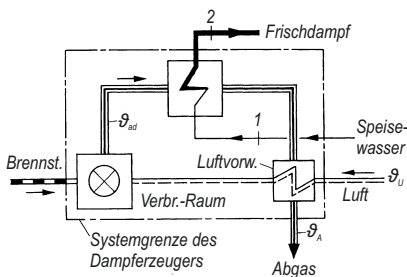 2
Frischdampf
ϑad
1
Speise-
wasser
Luftvorw.
Brennst.
ϑU
Verbr.-Raum
Luft
Systemgrenze des
Dampferzeugers
ϑA
Abgas